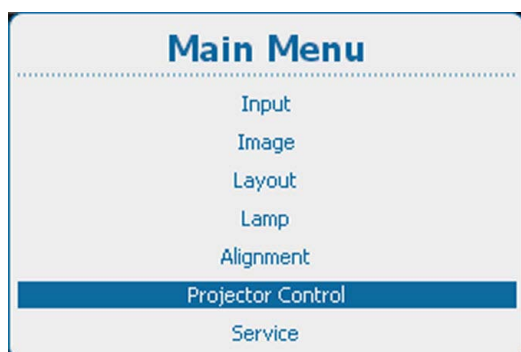 Main Menu
Input
Image
Layout
Lamp
Alignment
Projector Control
Service